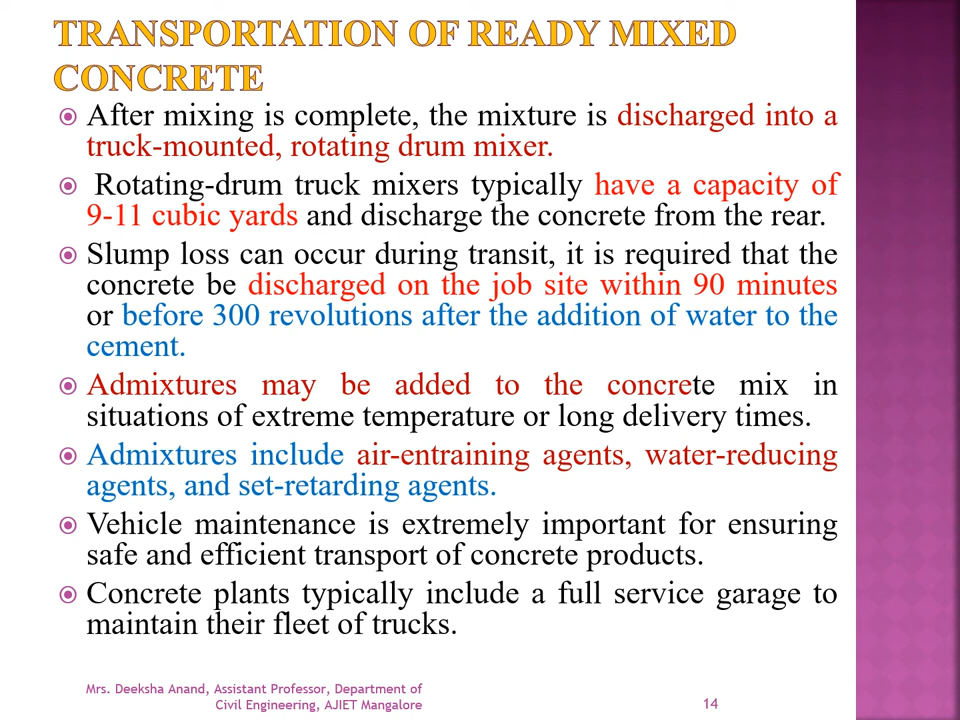 TRANSPORTATION OF READY MIXED
CONCRETE
After mixing is complete, the mixture is discharged into a
truck-mounted, rotating drum mixer.
Rotating-drum truck mixers typically have a capacity of
9-11 cubic yards and discharge the concrete from the rear.
Slump loss can occur during transit, it is required that the
concrete be discharged on the job site within 90 minutes
or before 300 revolutions after the addition of water to the
cement.
Admixtures may be added to the concrete mix in
situations of extreme temperature or long delivery times.
Admixtures include air-entraining agents, water-reducing
agents, and set-retarding agents.
Vehicle maintenance is extremely important for ensuring
safe and efficient transport of concrete products.
Concrete plants typically include a full service garage to
maintain their fleet of trucks.
Mrs. Deeksha Anand, Assistant Professor, Department of
Civil Engineering, AJIET Mangalore
14